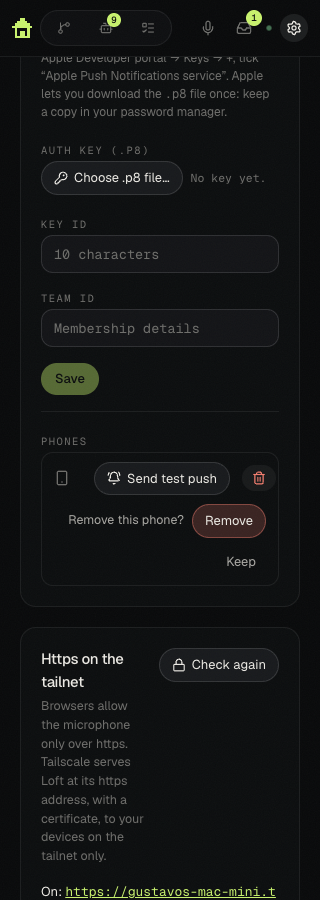 9
1
Apple Developer portal → Keys → +, tick
“Apple Push Notifications service”. Apple
lets you download the .p8 file once: keep
a copy in your password manager.
AUTH KEY (.P8)
Choose .p8 file… No key yet.
KEY ID
10 characters
TEAM ID
Membership details
Save
PHONES
Send test push
Remove this phone? Remove
Keep
Https on the
tailnet
Check again
Browsers allow
the microphone
only over https.
Tailscale serves
Loft at its https
address, with a
certificate, to your
devices on the
tailnet only.
On: https://gustavos-mac-mini.t